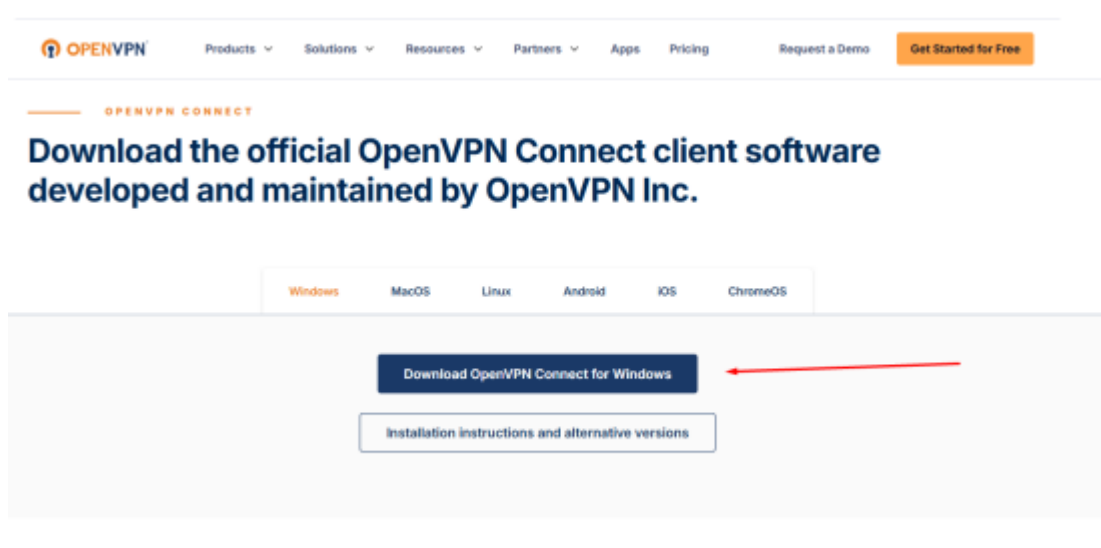 OPENVPN Products Solutions Resources Partners Apps Pricing Request a Demo Get Started for Free
OPENVPN CONNECT
Download the official OpenVPN Connect client software
developed and maintained by OpenVPN Inc.
Windows MacOS Linux Android iOS ChromeOS
Download OpenVPN Connect for Windows
Installation instructions and alternative versions